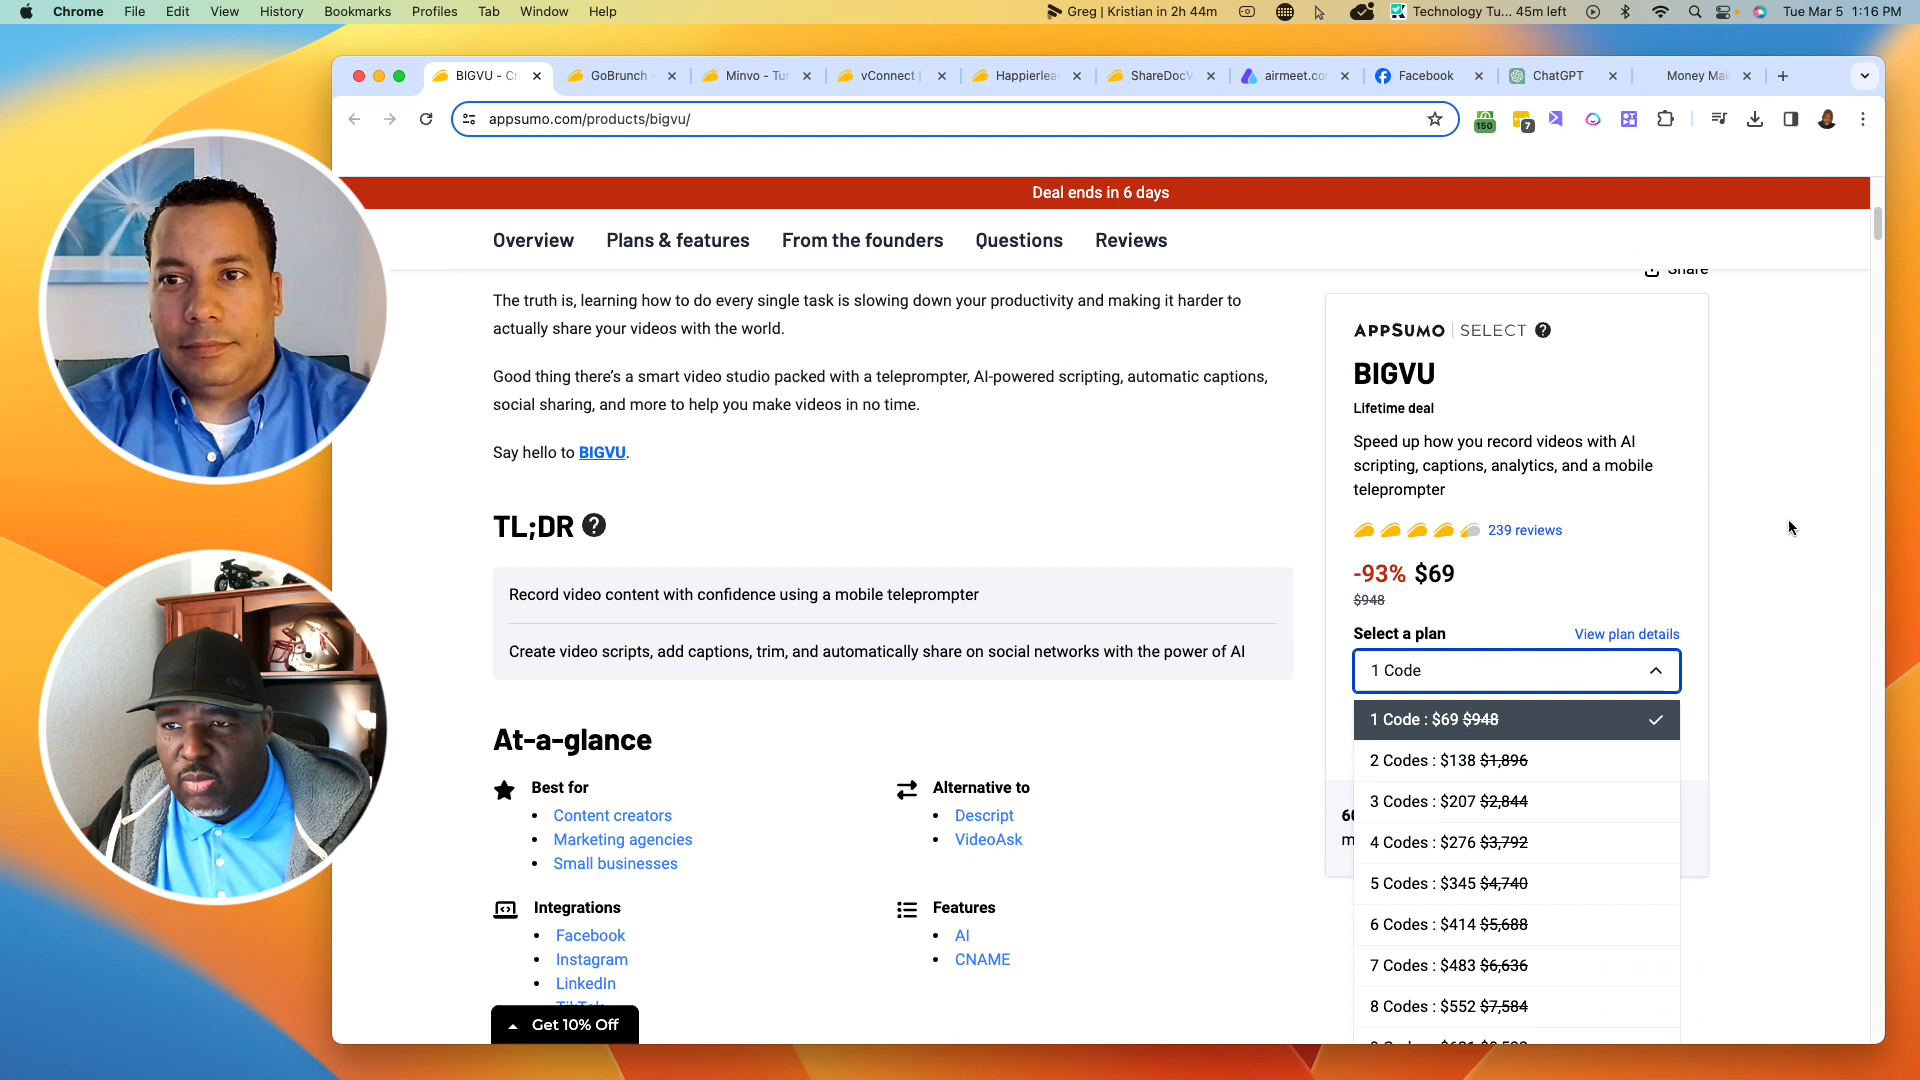 Chrome File Edit View History Bookmarks Profiles Tab Window Help
Greg | Kristian in 2h 44m
Technology Tu... 45m left
Tue Mar 5 1:16 PM
BIGVU - Cr
GoBrunch -
Minvo - Tur
vConnect |
Happierlea
ShareDocV
airmeet.co
Facebook
ChatGPT
Money Mak
appsumo.com/products/bigvu/
150
7
Deal ends in 6 days
Overview
Plans & features
From the founders
Questions
Reviews
Share
The truth is, learning how to do every single task is slowing down your productivity and making it harder to
actually share your videos with the world.
Good thing there's a smart video studio packed with a teleprompter, AI-powered scripting, automatic captions,
social sharing, and more to help you make videos in no time.
Say hello to BIGVU.
TL;DR ?
Record video content with confidence using a mobile teleprompter
Create video scripts, add captions, trim, and automatically share on social networks with the power of AI
At-a-glance
Best for
Content creators
Marketing agencies
Small businesses
Alternative to
Descript
VideoAsk
Integrations
Facebook
Instagram
LinkedIn
TikTok
Features
AI
CNAME
Get 10% Off
APPSUMO | SELECT ?
BIGVU
Lifetime deal
Speed up how you record videos with AI
scripting, captions, analytics, and a mobile
teleprompter
239 reviews
-93% $69
$948
Select a plan
View plan details
1 Code
1 Code : $69 $948
2 Codes : $138 $1,896
3 Codes : $207 $2,844
4 Codes : $276 $3,792
5 Codes : $345 $4,740
6 Codes : $414 $5,688
7 Codes : $483 $6,636
8 Codes : $552 $7,584